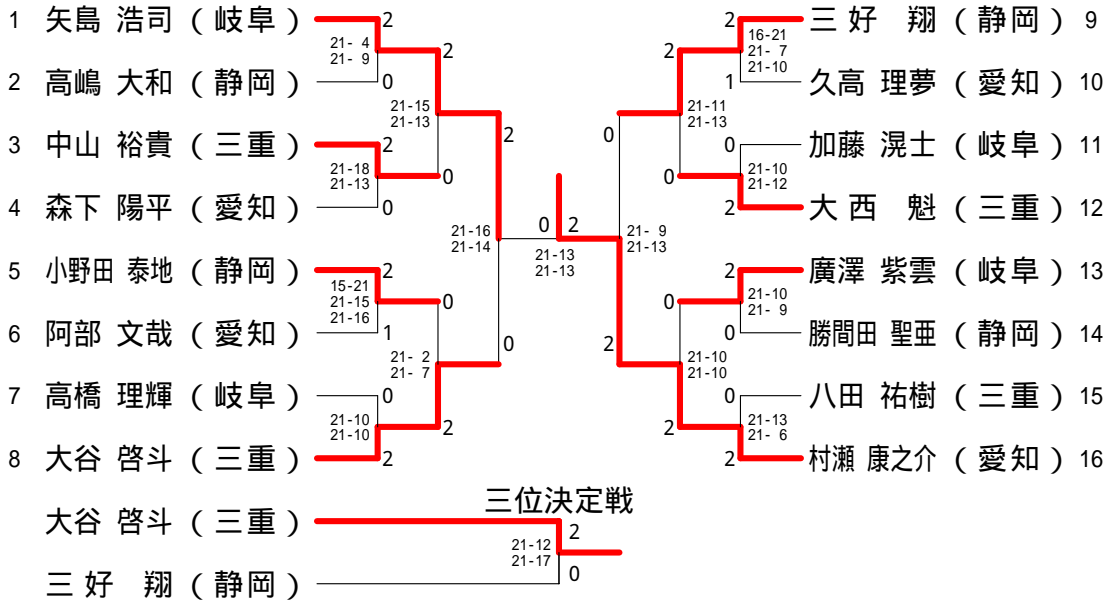 1 矢島 浩司 （ 岐阜 ） 2
21- 4
21- 9
2 高嶋 大和 （ 静岡 ） 0
2
21-15
21-13
3 中山 裕貴 （ 三重 ） 2
21-18
21-13
4 森下 陽平 （ 愛知 ） 0
0
2
21-16
21-14
5 小野田 泰地 （ 静岡 ） 2
15-21
21-15
21-16
6 阿部 文哉 （ 愛知 ） 1
0
21- 2
21- 7
0
7 高橋 理輝 （ 岐阜 ） 0
21-10
21-10
8 大谷 啓斗 （ 三重 ） 2
2
0 2
21-13
21-13
2 三 好 翔 （ 静岡 ） 9
16-21
21- 7
21-10
1 久高 理夢 （ 愛知 ） 10
2
21-11
21-13
0
0 加藤 滉士 （ 岐阜 ） 11
21-10
21-12
2 大 西 魁 （ 三重 ） 12
0
21- 9
21-13
2 廣澤 紫雲 （ 岐阜 ） 13
21-10
21- 9
0 勝間田 聖亜 （ 静岡 ） 14
0
2
21-10
21-10
0 八田 祐樹 （ 三重 ） 15
21-13
21- 6
2 村瀬 康之介 （ 愛知 ） 16
2
三位決定戦
大谷 啓斗 （ 三重 ） 2
21-12
21-17
三 好 翔 （ 静岡 ） 0